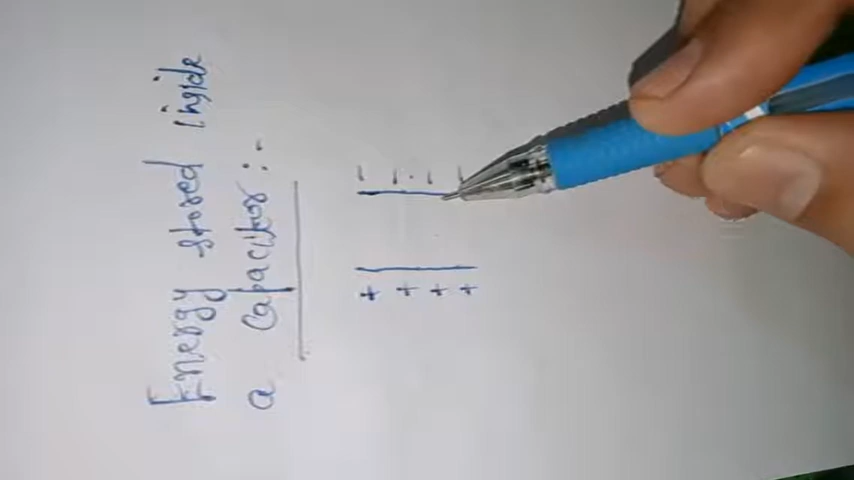 Energy stored inside
a capacitor :-
- - - -
+ + + +